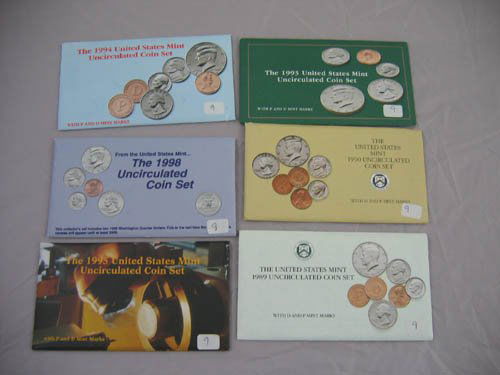 The 1994 United States Mint
Uncirculated Coin Set
WITH P AND D MINT MARKS
9
The 1993 United States Mint
Uncirculated Coin Set
WITH P AND D MINT MARKS
9
From the United States Mint...
The 1998
Uncirculated
Coin Set
9
THE
UNITED STATES
MINT
1990 UNCIRCULATED
COIN SET
WITH D AND P MINT MARKS
9
The 1995 United States Mint
Uncirculated Coin Set
with P and D Mint Marks
9
THE UNITED STATES MINT
1989 UNCIRCULATED COIN SET
WITH D AND P MINT MARKS
9